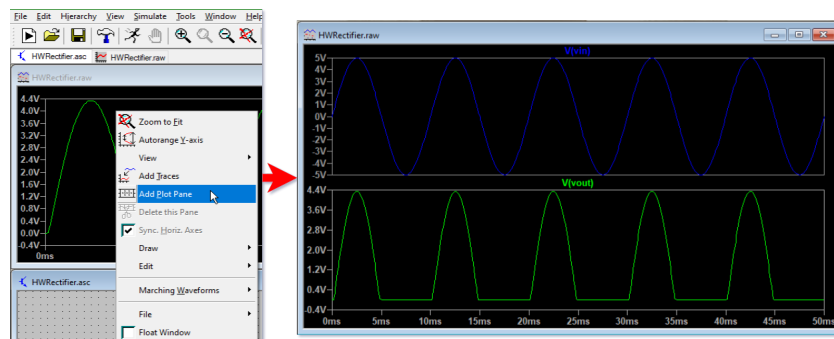 File Edit Hierarchy View Simulate Tools Window Help
HWRectifier.asc HWRectifier.raw
HWRectifier.raw
4.4V
4.0V
3.6V
3.2V
2.8V
2.4V
2.0V
1.6V
1.2V
0.8V
0.4V
0.0V
-0.4V
0ms
Zoom to Fit
Autorange Y-axis
View
Add Traces
Add Plot Pane
Delete this Pane
Sync. Horiz. Axes
Draw
Edit
Marching Waveforms
File
Float Window
HWRectifier.asc
HWRectifier.raw
V(vin)
5V
4V
3V
2V
1V
0V
-1V
-2V
-3V
-4V
-5V
V(vout)
4.4V
3.6V
2.8V
2.0V
1.2V
0.4V
-0.4V
0ms 5ms 10ms 15ms 20ms 25ms 30ms 35ms 40ms 45ms 50ms